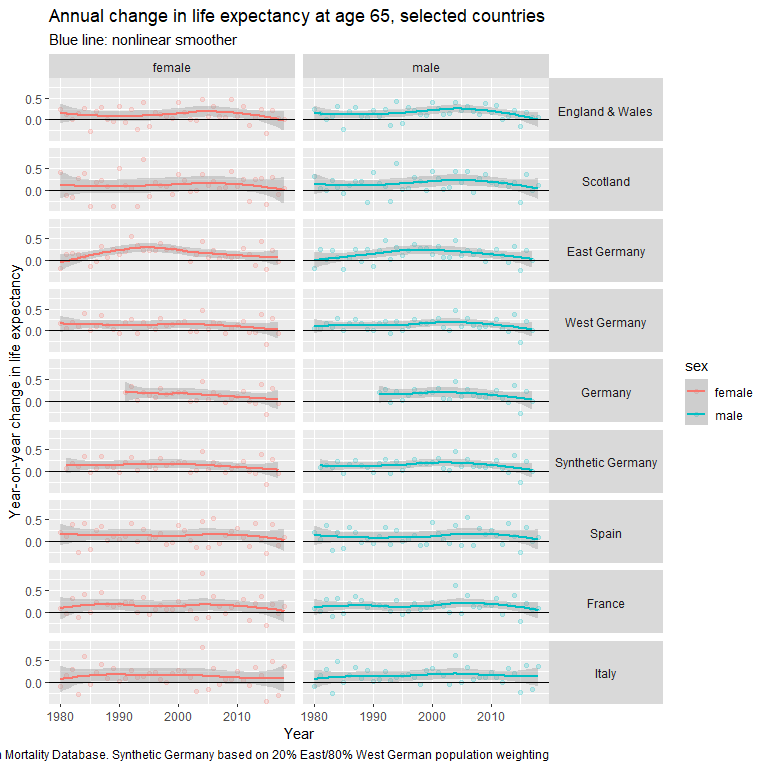 Annual change in life expectancy at age 65, selected countries
Blue line: nonlinear smoother
female
male
0.5
0.0
England & Wales
0.5
0.0
Scotland
0.5
0.0
East Germany
0.5
0.0
West Germany
0.5
0.0
Germany
0.5
0.0
Synthetic Germany
0.5
0.0
Spain
0.5
0.0
France
0.5
0.0
Italy
1980 1990 2000 2010 1980 1990 2000 2010
Year
Year-on-year change in life expectancy
sex
female
male
Mortality Database. Synthetic Germany based on 20% East/80% West German population weighting